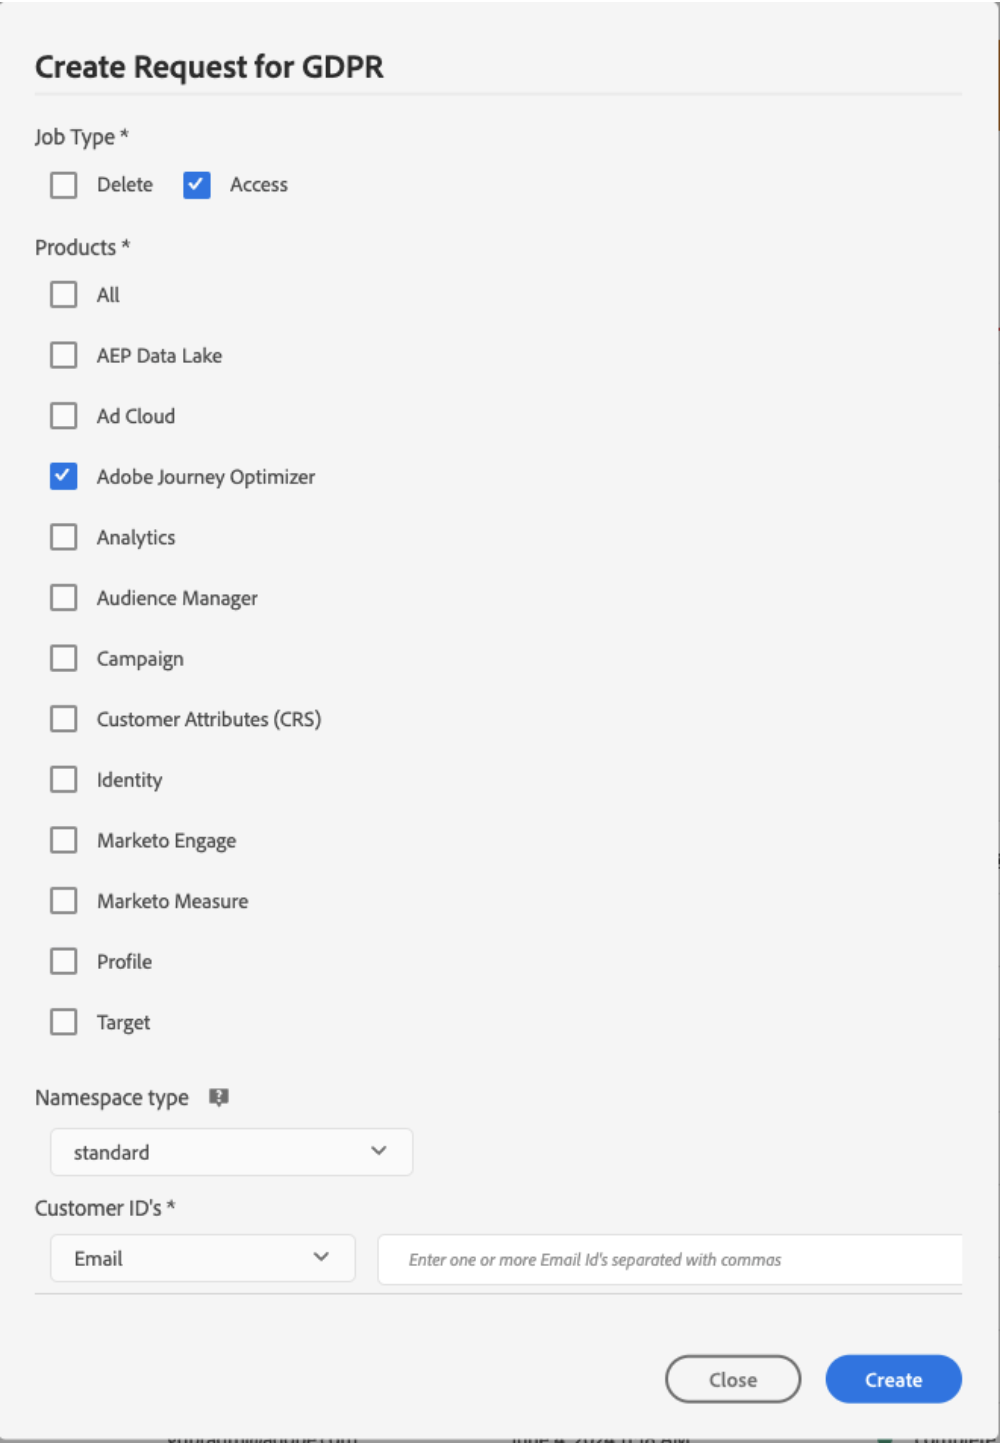 Create Request for GDPR
Job Type *
Delete Access
Products *
All
AEP Data Lake
Ad Cloud
Adobe Journey Optimizer
Analytics
Audience Manager
Campaign
Customer Attributes (CRS)
Identity
Marketo Engage
Marketo Measure
Profile
Target
Namespace type
standard
Customer ID's *
Email Enter one or more Email Id's separated with commas
Close Create